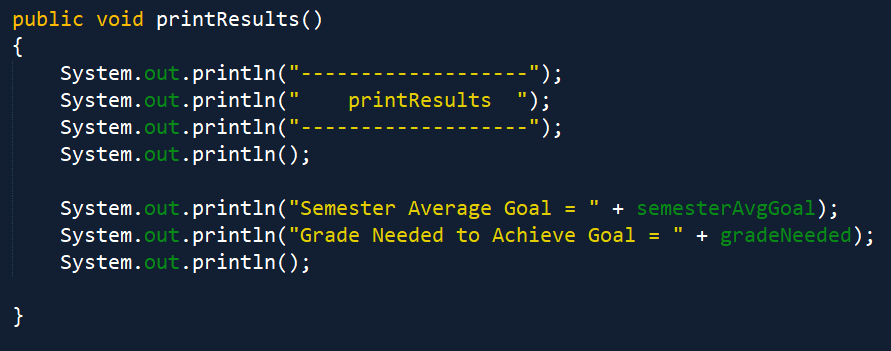 public void printResults()
{
    System.out.println("-------------------");
    System.out.println("    printResults  ");
    System.out.println("-------------------");
    System.out.println();

    System.out.println("Semester Average Goal = " + semesterAvgGoal);
    System.out.println("Grade Needed to Achieve Goal = " + gradeNeeded);
    System.out.println();

}